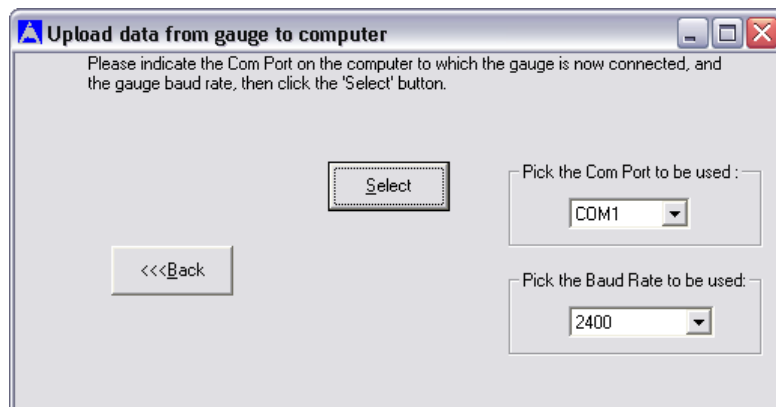 Upload data from gauge to computer
Please indicate the Com Port on the computer to which the gauge is now connected, and
the gauge baud rate, then click the 'Select' button.
Select
Pick the Com Port to be used :
COM1
<<<Back
Pick the Baud Rate to be used:
2400